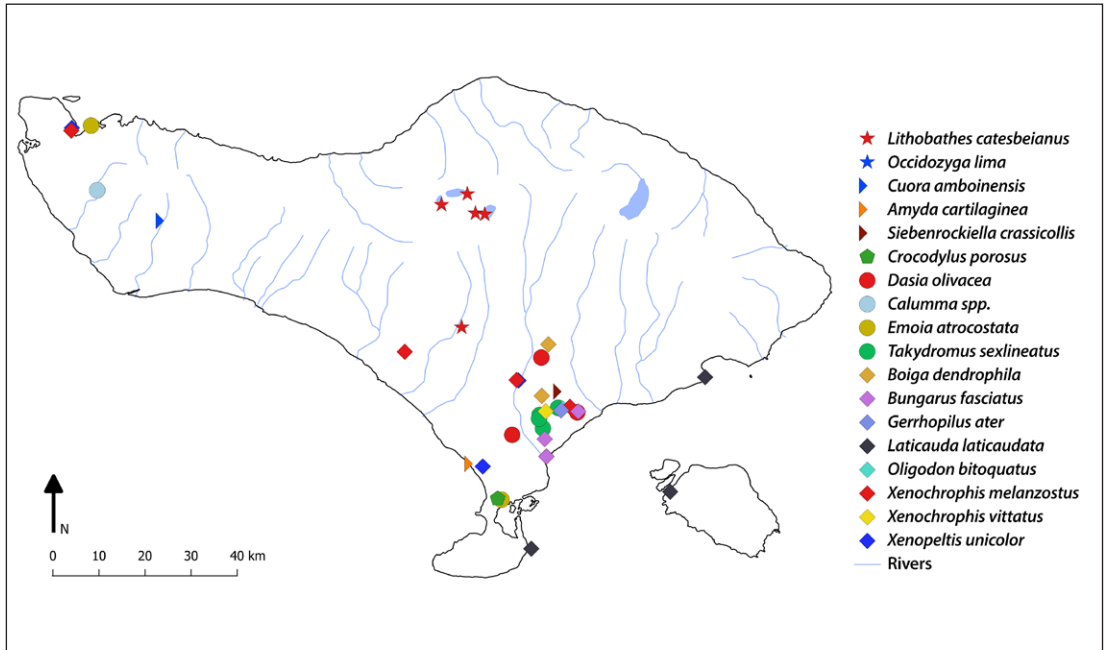 Lithobathes catesbeianus
Occidozyga lima
Cuora amboinensis
Amyda cartilaginea
Siebenrockiella crassicollis
Crocodylus porosus
Dasia olivacea
Calumma spp.
Emoia atrocostata
Takydromus sexlineatus
Boiga dendrophila
Bungarus fasciatus
Gerrhopilus ater
Laticauda laticaudata
Oligodon bitoquatus
Xenochrophis melanzostus
Xenochrophis vittatus
Xenopeltis unicolor
Rivers
N
0 10 20 30 40 km